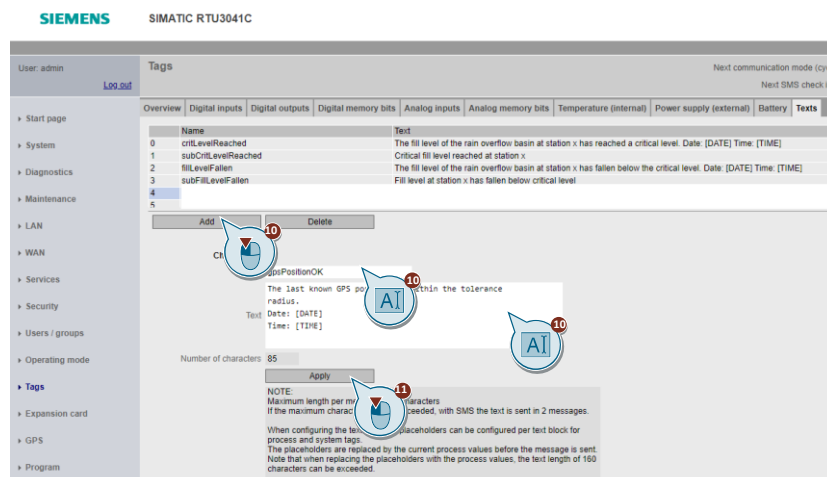 SIEMENS SIMATIC RTU3041C
User: admin
Log out
Tags
Next communication mode (cy
Next SMS check i
Overview Digital inputs Digital outputs Digital memory bits Analog inputs Analog memory bits Temperature (internal) Power supply (external) Battery Texts
Start page
System
Diagnostics
Maintenance
LAN
WAN
Services
Security
Users / groups
Operating mode
Tags
Expansion card
GPS
Program
Name Text
0 critLevelReached The fill level of the rain overflow basin at station x has reached a critical level. Date: [DATE] Time: [TIME]
1 subCritLevelReached Critical fill level reached at station x
2 fillLevelFallen The fill level of the rain overflow basin at station x has fallen below the critical level. Date: [DATE] Time: [TIME]
3 subFillLevelFallen Fill level at station x has fallen below critical level
4
5
Add Delete
10
Ch
gpsPositionOK
10
The last known GPS po thin the tolerance
radius.
Text Date: [DATE]
Time: [TIME]
AI
10
AI
Number of characters 85
Apply
11
NOTE:
Maximum length per me aracters
If the maximum charac ceeded, with SMS the text is sent in 2 messages.
When configuring the tex placeholders can be configured per text block for
process and system tags.
The placeholders are replaced by the current process values before the message is sent.
Note that when replacing the placeholders with the process values, the text length of 160
characters can be exceeded.